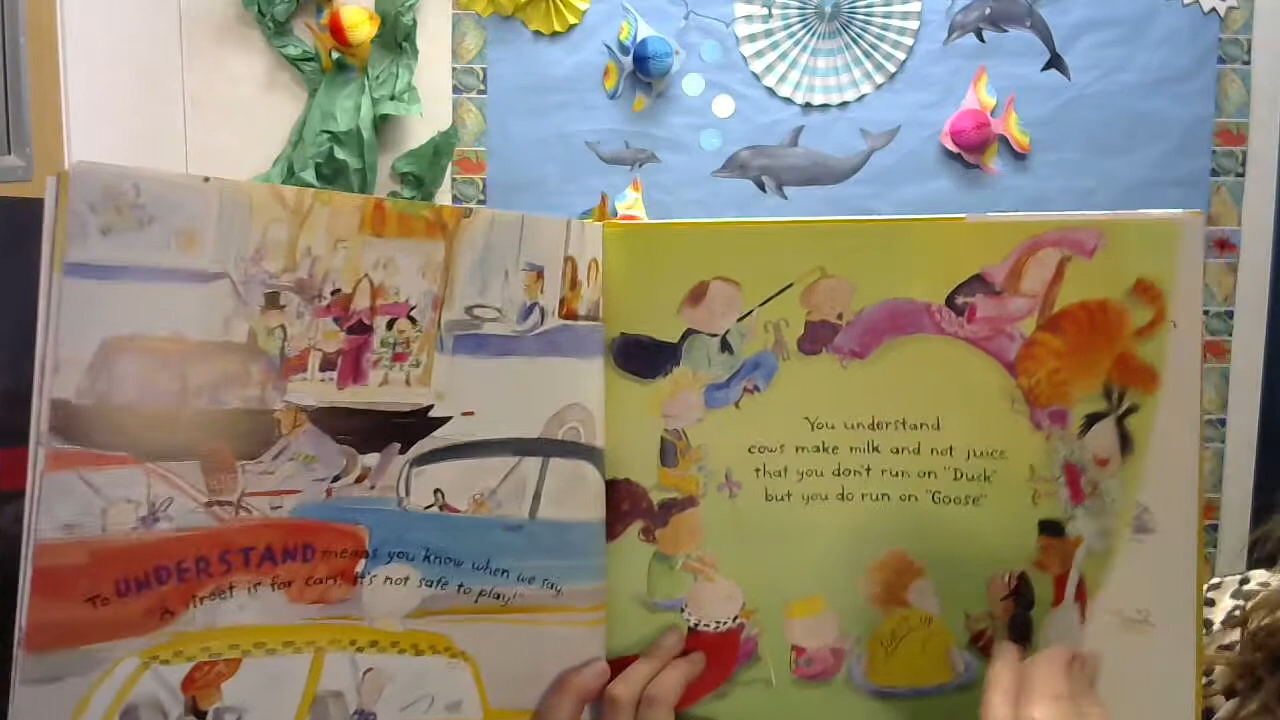 To UNDERSTAND means you know when we say,
"A street is for cars! It's not safe to play!"
You understand
cows make milk and not juice,
that you don't run on "Duck"
but you do run on "Goose"